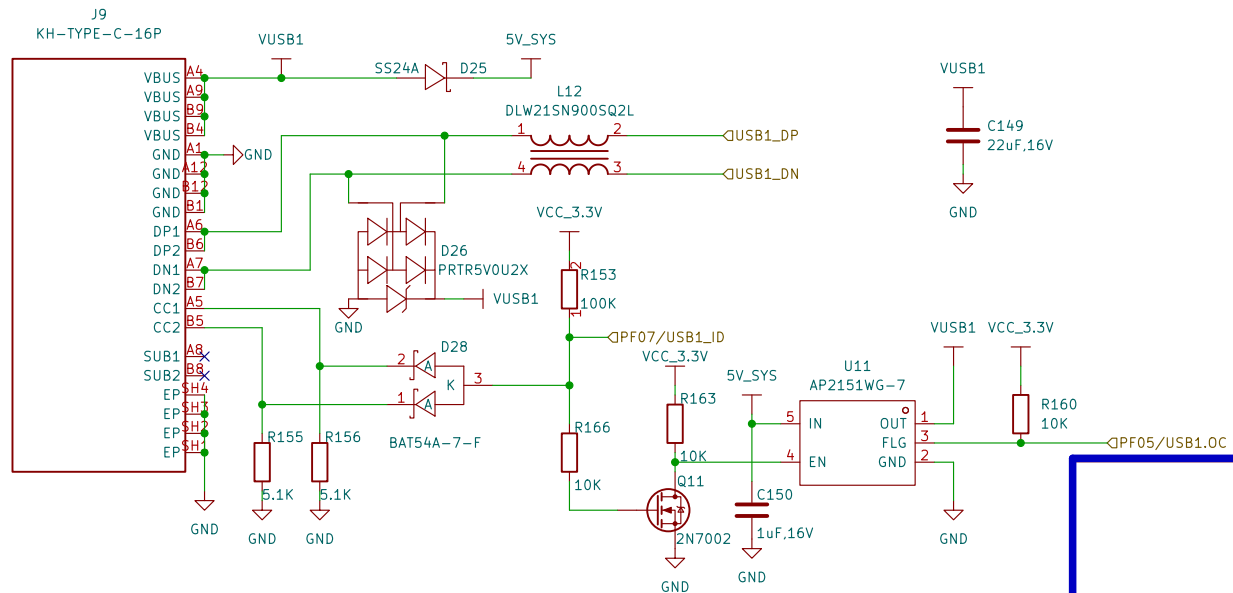 J9
KH-TYPE-C-16P
VBUS A4
VBUS A9
VBUS B9
VBUS B4
GND A1
GND A12
GND B12
GND B1
DP1 A6
DP2 B6
DN1 A7
DN2 B7
CC1 A5
CC2 B5
SUB1 A8
SUB2 B8
EP SH4
EP SH3
EP SH2
EP SH1
GND
GND
VUSB1
SS24A
D25
5V_SYS
L12
DLW21SN900SQ2L
1
2
4
3
USB1_DP
USB1_DN
D26
PRTR5V0U2X
VUSB1
GND
VCC_3.3V
2
R153
100K
1
PF07/USB1_ID
D28
2
A
K
3
1
A
BAT54A-7-F
R155
5.1K
GND
R156
5.1K
GND
R166
10K
VCC_3.3V
R163
10K
Q11
2N7002
GND
5V_SYS
C150
1uF,16V
GND
U11
AP2151WG-7
5 IN
4 EN
OUT 1
FLG 3
GND 2
VUSB1
GND
VCC_3.3V
R160
10K
PF05/USB1.OC
VUSB1
C149
22uF,16V
GND